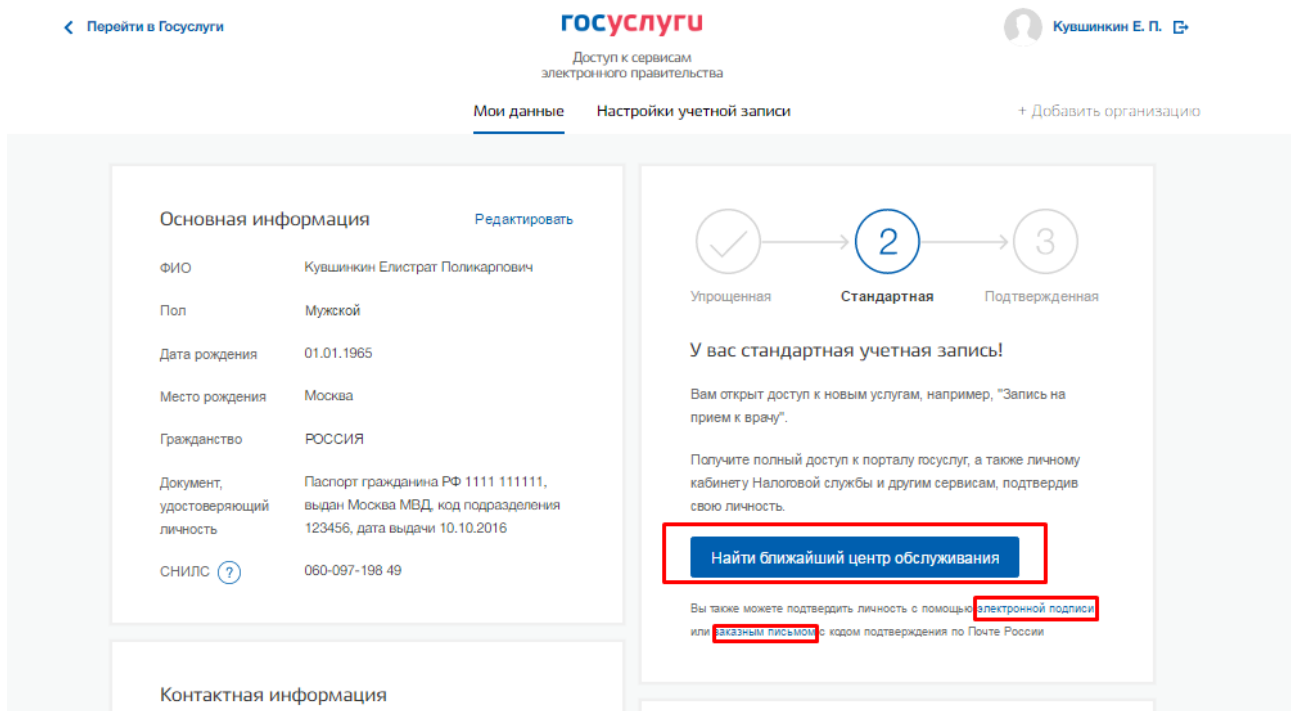 Перейти в Госуслуги
госуслуги
Кувшинкин Е. П.
Доступ к сервисам
электронного правительства
Мои данные
Настройки учетной записи
+ Добавить организацию
Основная информация
Редактировать
ФИО
Кувшинкин Елистрат Поликарпович
Пол
Мужской
Дата рождения
01.01.1965
Место рождения
Москва
Гражданство
РОССИЯ
Документ,
удостоверяющий
личность
Паспорт гражданина РФ 1111 111111,
выдан Москва МВД, код подразделения
123456, дата выдачи 10.10.2016
СНИЛС ?
060-097-198 49
Контактная информация
2
3
Упрощенная
Стандартная
Подтвержденная
У вас стандартная учетная запись!
Вам открыт доступ к новым услугам, например, "Запись на
прием к врачу".
Получите полный доступ к порталу госуслуг, а также личному
кабинету Налоговой службы и другим сервисам, подтвердив
свою личность.
Найти ближайший центр обслуживания
Вы также можете подтвердить личность с помощью электронной подписи
или заказным письмом с кодом подтверждения по Почте России